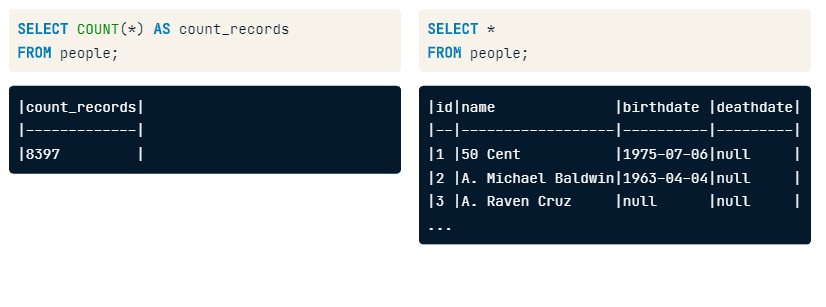 SELECT COUNT(*) AS count_records
FROM people;
|count_records|
|-------------|
|8397         |
SELECT *
FROM people;
|id|name              |birthdate |deathdate|
|--|------------------|----------|---------|
|1 |50 Cent           |1975-07-06|null     |
|2 |A. Michael Baldwin|1963-04-04|null     |
|3 |A. Raven Cruz     |null      |null     |
...